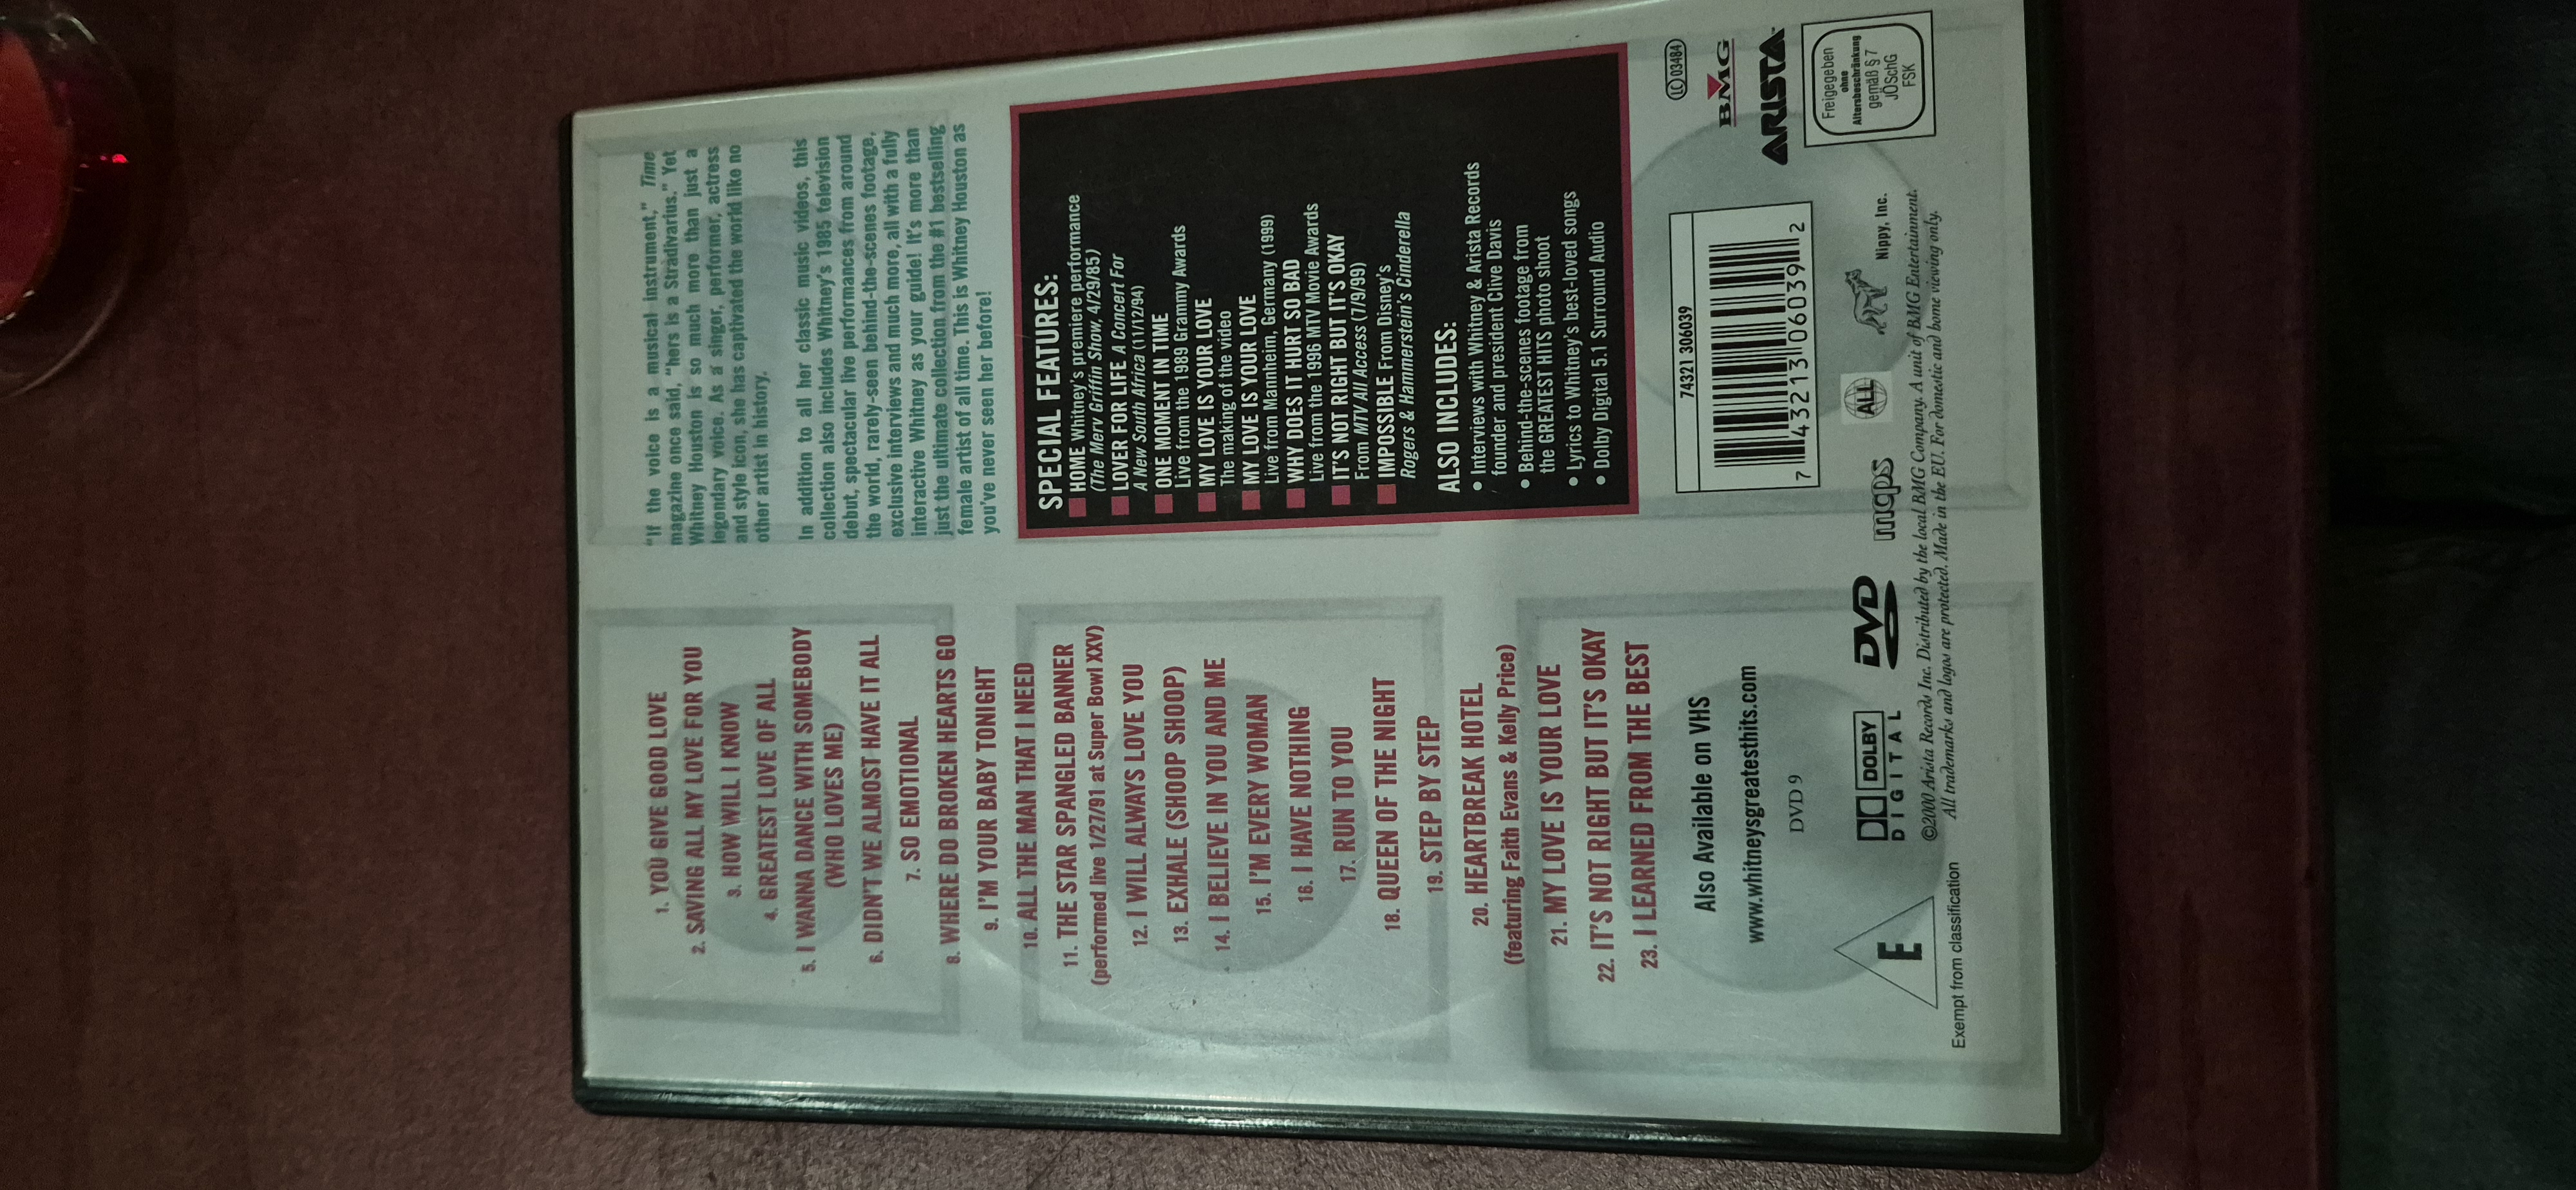 1. YOU GIVE GOOD LOVE
2. SAVING ALL MY LOVE FOR YOU
3. HOW WILL I KNOW
4. GREATEST LOVE OF ALL
5. I WANNA DANCE WITH SOMEBODY
(WHO LOVES ME)
6. DIDN'T WE ALMOST HAVE IT ALL
7. SO EMOTIONAL
8. WHERE DO BROKEN HEARTS GO
9. I'M YOUR BABY TONIGHT
10. ALL THE MAN THAT I NEED
11. THE STAR SPANGLED BANNER
(performed live 1/27/91 at Super Bowl XXV)
12. I WILL ALWAYS LOVE YOU
13. EXHALE (SHOOP SHOOP)
14. I BELIEVE IN YOU AND ME
15. I'M EVERY WOMAN
16. I HAVE NOTHING
17. RUN TO YOU
18. QUEEN OF THE NIGHT
19. STEP BY STEP
20. HEARTBREAK HOTEL
(featuring Faith Evans & Kelly Price)
21. MY LOVE IS YOUR LOVE
22. IT'S NOT RIGHT BUT IT'S OKAY
23. I LEARNED FROM THE BEST
Also Available on VHS
www.whitneysgreatesthits.com
DVD 9
"If the voice is a musical instrument," Time
magazine once said, "hers is a Stradivarius." Yet
Whitney Houston is so much more than just a
legendary voice. As a singer, performer, actress
and style icon, she has captivated the world like no
other artist in history.
In addition to all her classic music videos, this
collection also includes Whitney's 1985 television
debut, spectacular live performances from around
the world, rarely-seen behind-the-scenes footage,
exclusive interviews and much more, all with a fully
interactive Whitney as your guide! It's more than
just the ultimate collection from the #1 bestselling
female artist of all time. This is Whitney Houston as
you've never seen her before!
SPECIAL FEATURES:
HOME Whitney's premiere performance
(The Merv Griffin Show, 4/29/85)
LOVER FOR LIFE A Concert For
A New South Africa (11/12/94)
ONE MOMENT IN TIME
Live from the 1989 Grammy Awards
MY LOVE IS YOUR LOVE
The making of the video
MY LOVE IS YOUR LOVE
Live from Mannheim, Germany (1999)
WHY DOES IT HURT SO BAD
Live from the 1996 MTV Movie Awards
IT'S NOT RIGHT BUT IT'S OKAY
From MTV All Access (7/9/99)
IMPOSSIBLE From Disney's
Rogers & Hammerstein's Cinderella
ALSO INCLUDES:
• Interviews with Whitney & Arista Records
founder and president Clive Davis
• Behind-the-scenes footage from
the GREATEST HITS photo shoot
• Lyrics to Whitney's best-loved songs
• Dolby Digital 5.1 Surround Audio
74321 306039
7 43213 06039 2
LC 03484
BMG
ARISTA
Freigegeben
ohne
Altersbeschränkung
gemäß § 7
JÖSchG
FSK
E
Exempt from classification
DOLBY
DIGITAL
DVD
mcps
ALL
Nippy, Inc.
©2000 Arista Records Inc. Distributed by the local BMG Company. A unit of BMG Entertainment.
All trademarks and logos are protected. Made in the EU. For domestic and home viewing only.